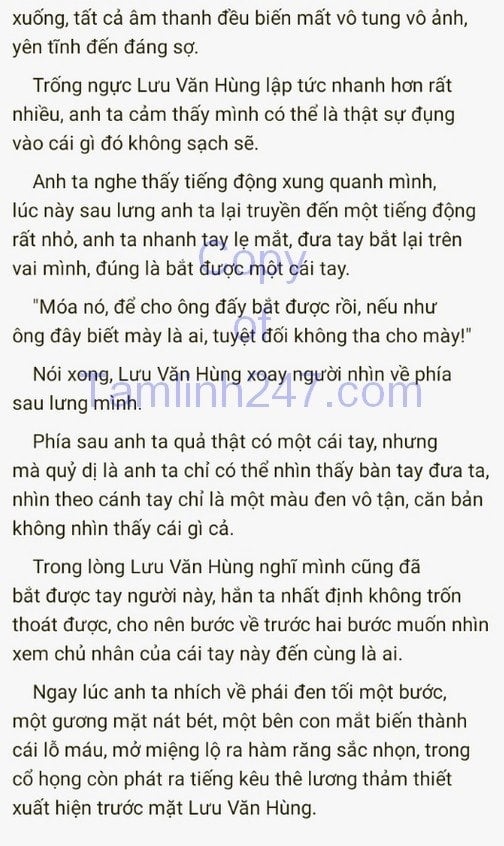 xuống, tất cả âm thanh đều biến mất vô tung vô ảnh,
yên tĩnh đến đáng sợ.
Trống ngực Lưu Văn Hùng lập tức nhanh hơn rất
nhiều, anh ta cảm thấy mình có thể là thật sự đụng
vào cái gì đó không sạch sẽ.
Anh ta nghe thấy tiếng động xung quanh mình,
lúc này sau lưng anh ta lại truyền đến một tiếng động
rất nhỏ, anh ta nhanh tay lẹ mắt, đưa tay bắt lại trên
vai mình, đúng là bắt được một cái tay.
"Móa nó, để cho ông đấy bắt được rồi, nếu như
ông đây biết mày là ai, tuyệt đối không tha cho mày!"
Nói xong, Lưu Văn Hùng xoay người nhìn về phía
sau lưng mình.
Phía sau anh ta quả thật có một cái tay, nhưng
mà quỷ dị là anh ta chỉ có thể nhìn thấy bàn tay đưa ta,
nhìn theo cánh tay chỉ là một màu đen vô tận, căn bản
không nhìn thấy cái gì cả.
Trong lòng Lưu Văn Hùng nghĩ mình cũng đã
bắt được tay người này, hắn ta nhất định không trốn
thoát được, cho nên bước về trước hai bước muốn nhìn
xem chủ nhân của cái tay này đến cùng là ai.
Ngay lúc anh ta nhích về phái đen tối một bước,
một gương mặt nát bét, một bên con mắt biến thành
cái lỗ máu, mở miệng lộ ra hàm răng sắc nhọn, trong
cổ họng còn phát ra tiếng kêu thê lương thảm thiết
xuất hiện trước mặt Lưu Văn Hùng.
Copy
of
Tamlinh247.com